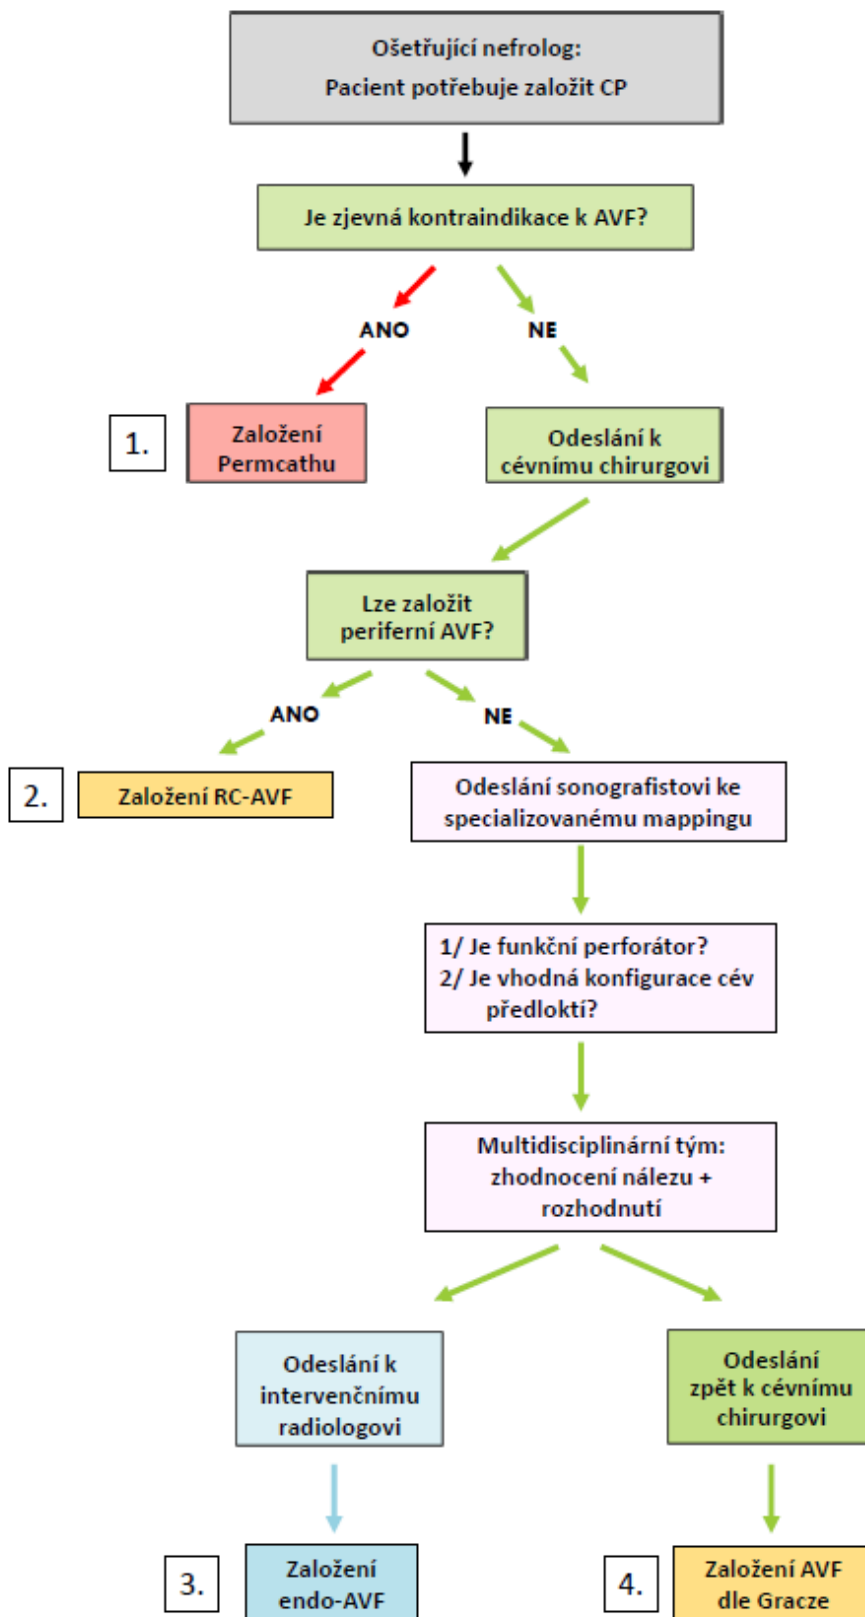 Ošetřující nefrolog:
Pacient potřebuje založit CP
Je zjevná kontraindikace k AVF?
ANO
NE
1.
Založení
Permcathu
Odeslání k
cévnímu chirurgovi
Lze založit
periferní AVF?
ANO
NE
2.
Založení RC-AVF
Odeslání sonografistovi ke
specializovanému mappingu
1/ Je funkční perforátor?
2/ Je vhodná konfigurace cév
předloktí?
Multidisciplinární tým:
zhodnocení nálezu +
rozhodnutí
Odeslání k
intervenčnímu
radiologovi
Odeslání
zpět k cévnímu
chirurgovi
3.
Založení
endo-AVF
4.
Založení AVF
dle Gracze